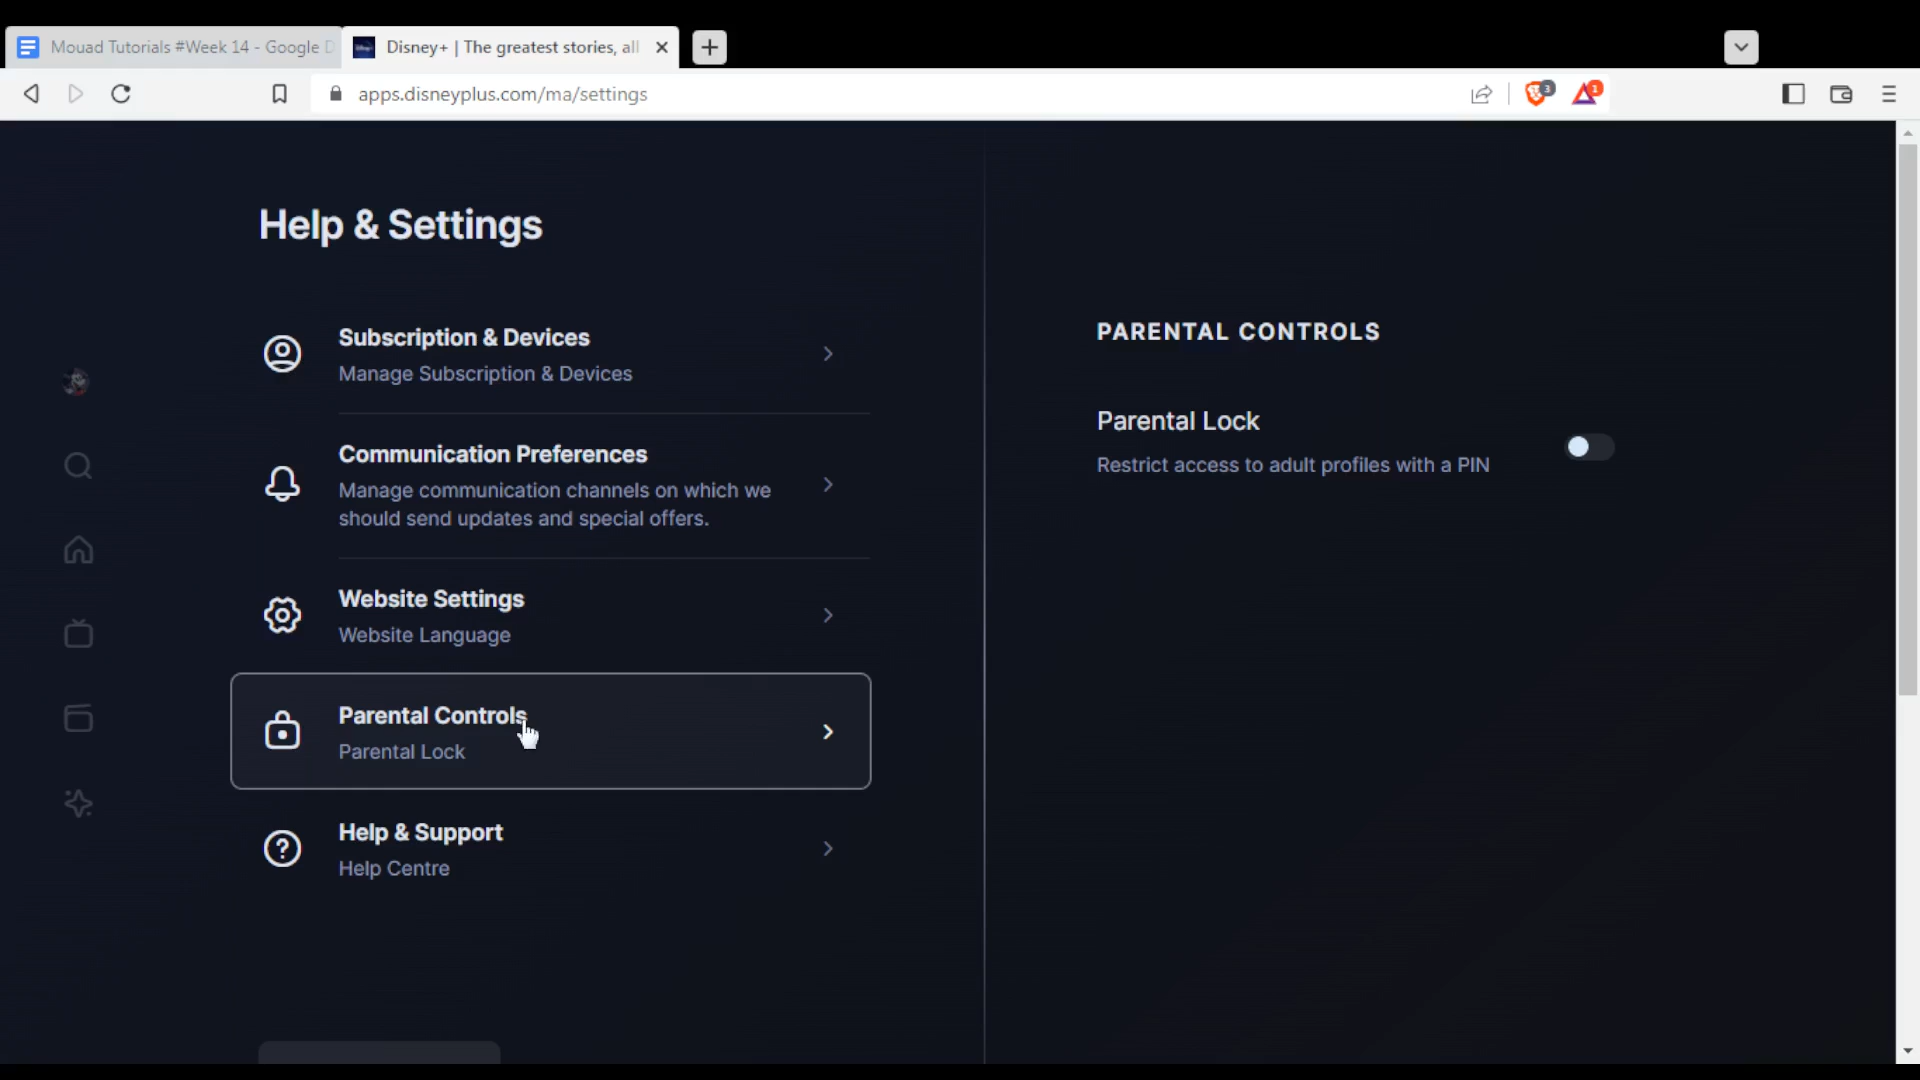 Mouad Tutorials #Week 14 - Google D
Disney+ | The greatest stories, all
apps.disneyplus.com/ma/settings
3
1
Help & Settings
Subscription & Devices
Manage Subscription & Devices
Communication Preferences
Manage communication channels on which we
should send updates and special offers.
Website Settings
Website Language
Parental Controls
Parental Lock
Help & Support
Help Centre
PARENTAL CONTROLS
Parental Lock
Restrict access to adult profiles with a PIN